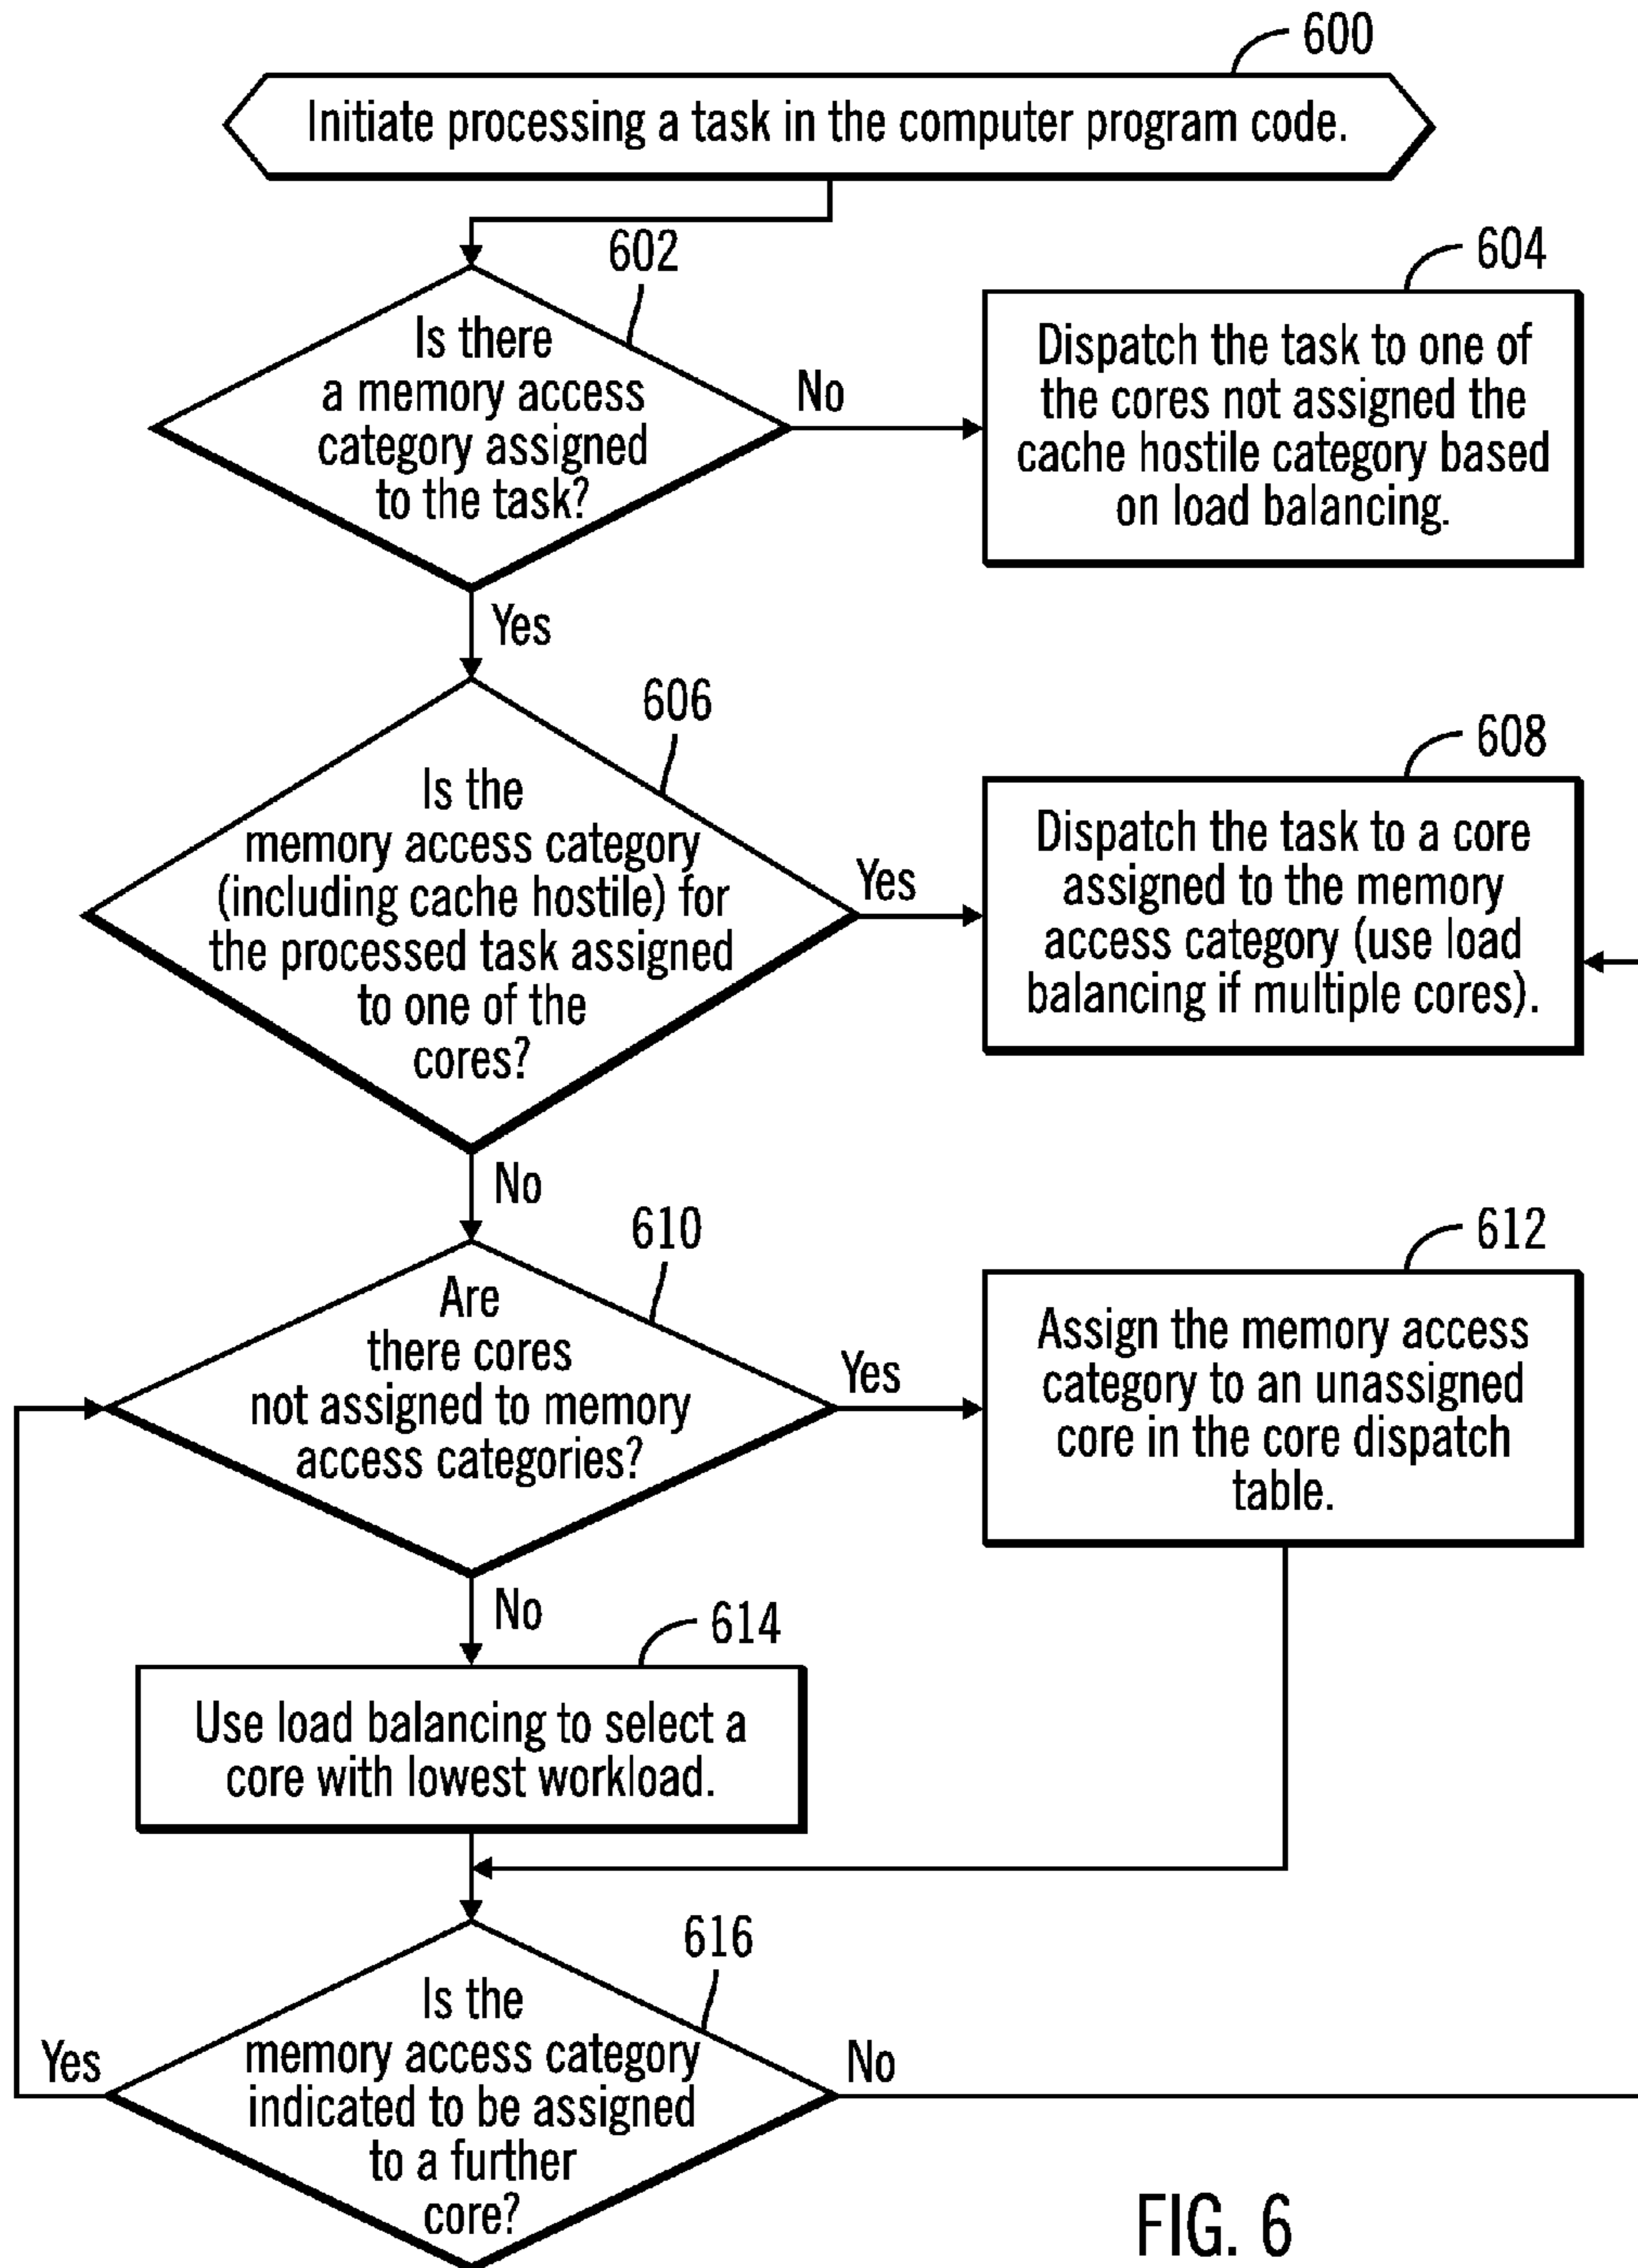 600
Initiate processing a task in the computer program code.
602
Is there
a memory access
category assigned
to the task?
No
604
Dispatch the task to one of
the cores not assigned the
cache hostile category based
on load balancing.
Yes
606
Is the
memory access category
(including cache hostile) for
the processed task assigned
to one of the
cores?
Yes
608
Dispatch the task to a core
assigned to the memory
access category (use load
balancing if multiple cores).
No
610
Are
there cores
not assigned to memory
access categories?
Yes
612
Assign the memory access
category to an unassigned
core in the core dispatch
table.
No
614
Use load balancing to select a
core with lowest workload.
616
Is the
memory access category
indicated to be assigned
to a further
core?
Yes
No
FIG. 6